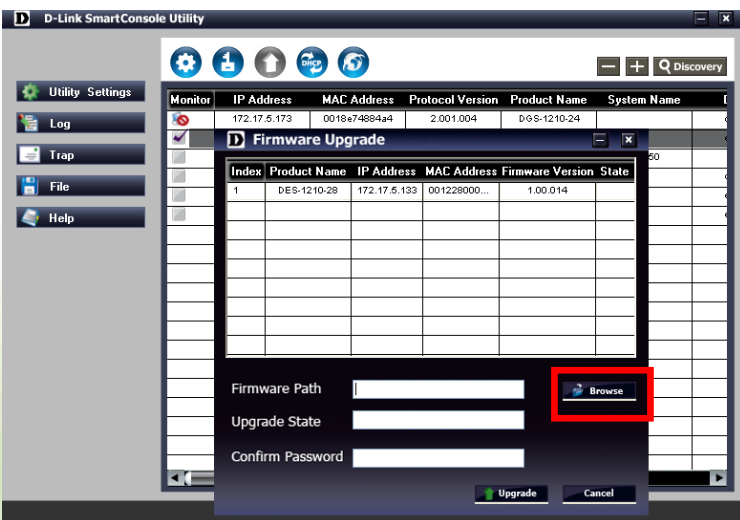 D D-Link SmartConsole Utility
DHCP
Discovery
Utility Settings
Log
Trap
File
Help
Monitor IP Address MAC Address Protocol Version Product Name System Name
172.17.5.173 0018e74884a4 2.001.004 DGS-1210-24
50
D Firmware Upgrade
Index Product Name IP Address MAC Address Firmware Version State
1 DES-1210-28 172.17.5.133 001228000... 1.00.014
Firmware Path
Browse
Upgrade State
Confirm Password
Upgrade Cancel